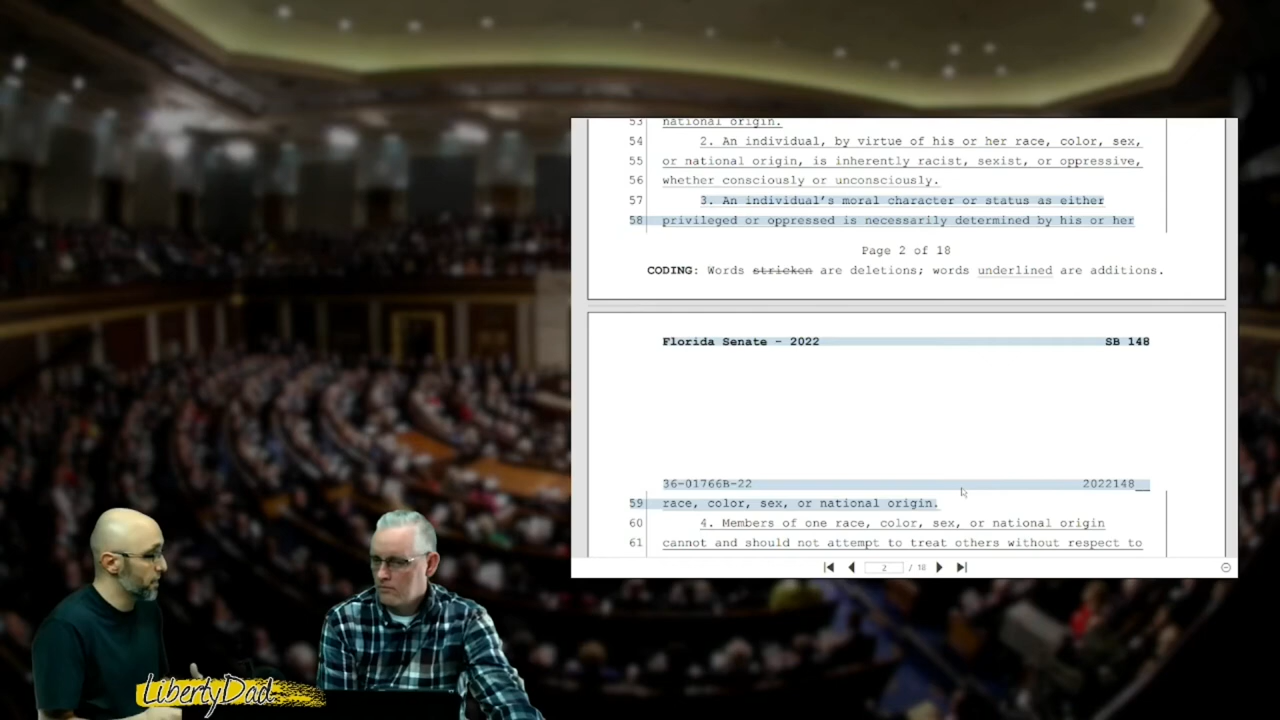 53 national origin.
54 2. An individual, by virtue of his or her race, color, sex,
55 or national origin, is inherently racist, sexist, or oppressive,
56 whether consciously or unconsciously.
57 3. An individual's moral character or status as either
58 privileged or oppressed is necessarily determined by his or her
Page 2 of 18
CODING: Words stricken are deletions; words underlined are additions.
Florida Senate - 2022 SB 148
36-01766B-22 2022148__
59 race, color, sex, or national origin.
60 4. Members of one race, color, sex, or national origin
61 cannot and should not attempt to treat others without respect to
2 / 18
LibertyDad